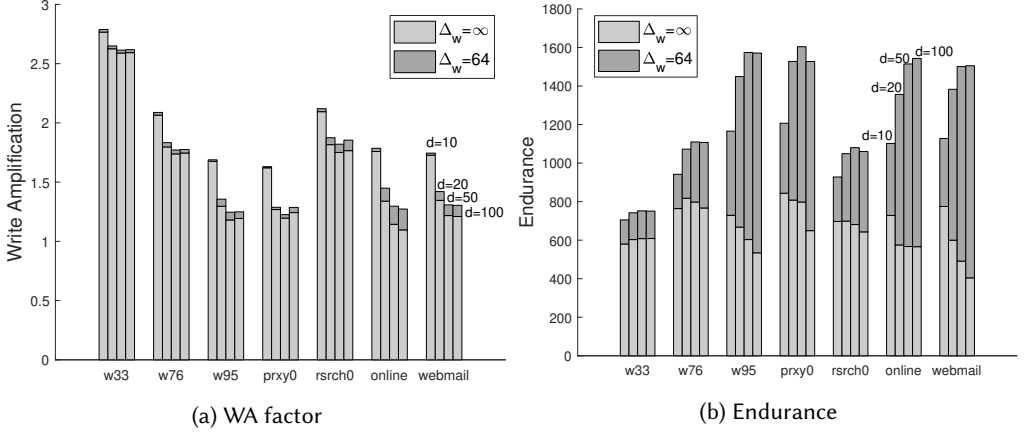 3
2.5
2
1.5
1
0.5
0
Write Amplification
Δw=∞
Δw=64
d=10
d=20
d=50
d=100
w33 w76 w95 prxy0 rsrch0 online webmail
(a) WA factor
1800
1600
1400
1200
1000
800
600
400
200
0
Endurance
Δw=∞
Δw=64
d=100
d=50
d=20
d=10
w33 w76 w95 prxy0 rsrch0 online webmail
(b) Endurance